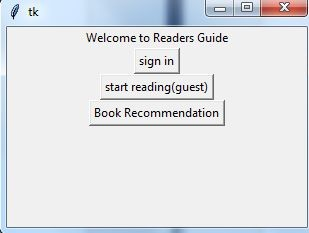 tk
Welcome to Readers Guide
sign in
start reading(guest)
Book Recommendation